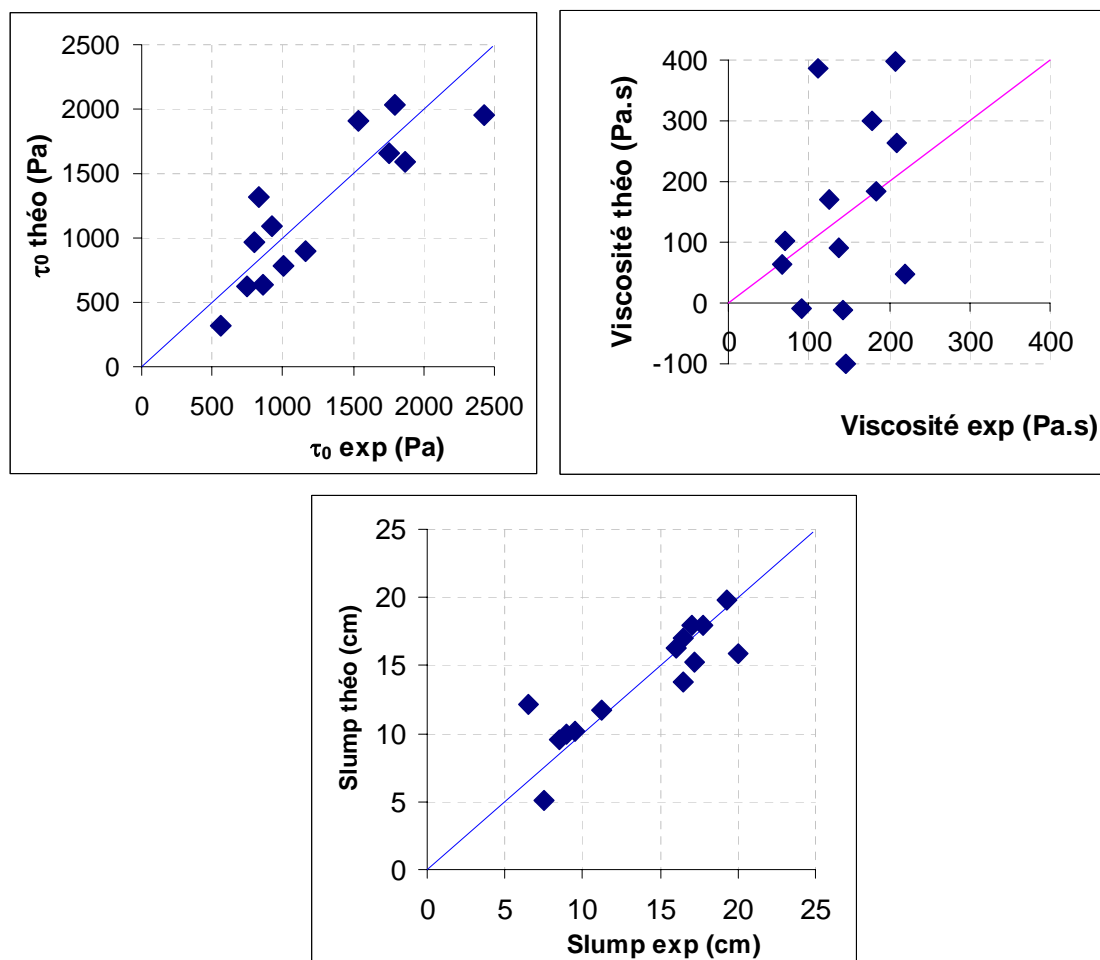 2500
2000
1500
1000
500
0
τ0 théo (Pa)
0 500 1000 1500 2000 2500
τ0 exp (Pa)
400
300
200
100
0
-100
Viscosité théo (Pa.s)
0 100 200 300 400
Viscosité exp (Pa.s)
25
20
15
10
5
0
Slump théo (cm)
0 5 10 15 20 25
Slump exp (cm)